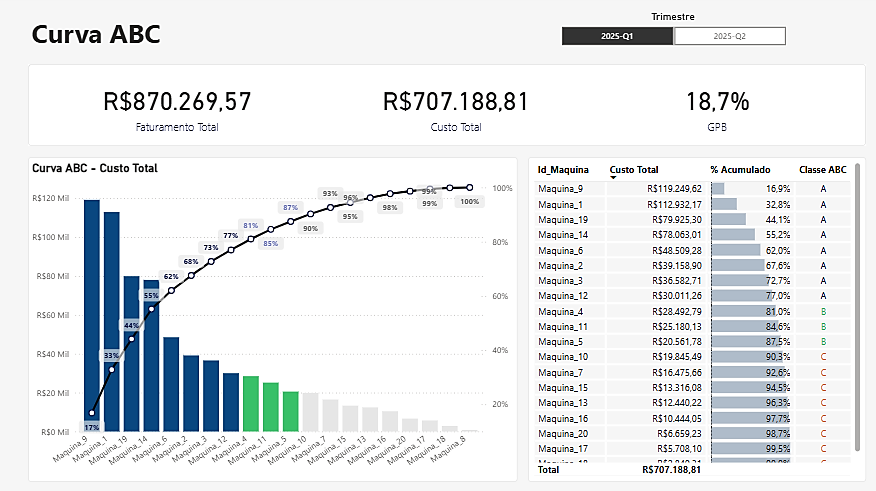 Trimestre
Curva ABC
2025-Q1 2025-Q2
R$870.269,57 R$707.188,81 18,7%
Faturamento Total Custo Total GPB
Curva ABC - Custo Total
R$120 Mil
R$100 Mil
R$80 Mil
R$60 Mil
R$40 Mil
R$20 Mil
R$0 Mil
17%
33%
44%
55%
62%
68%
73%
77%
81%
85%
87%
90%
93%
95%
96%
98%
99%
99%
100%
100%
80%
60%
40%
20%
Maquina_9
Maquina_1
Maquina_19
Maquina_14
Maquina_6
Maquina_2
Maquina_3
Maquina_12
Maquina_4
Maquina_11
Maquina_5
Maquina_10
Maquina_7
Maquina_15
Maquina_13
Maquina_16
Maquina_20
Maquina_17
Maquina_18
Maquina_8
Id_Maquina Custo Total % Acumulado Classe ABC
Maquina_9 R$119.249,62 16,9% A
Maquina_1 R$112.932,17 32,8% A
Maquina_19 R$79.925,30 44,1% A
Maquina_14 R$78.063,01 55,2% A
Maquina_6 R$48.509,28 62,0% A
Maquina_2 R$39.158,90 67,6% A
Maquina_3 R$36.582,71 72,7% A
Maquina_12 R$30.011,26 77,0% A
Maquina_4 R$28.492,79 81,0% B
Maquina_11 R$25.180,13 84,6% B
Maquina_5 R$20.561,78 87,5% B
Maquina_10 R$19.845,49 90,3% C
Maquina_7 R$16.475,66 92,6% C
Maquina_15 R$13.316,08 94,5% C
Maquina_13 R$12.440,22 96,3% C
Maquina_16 R$10.444,05 97,7% C
Maquina_20 R$6.659,23 98,7% C
Maquina_17 R$5.708,10 99,5% C
Total R$707.188,81